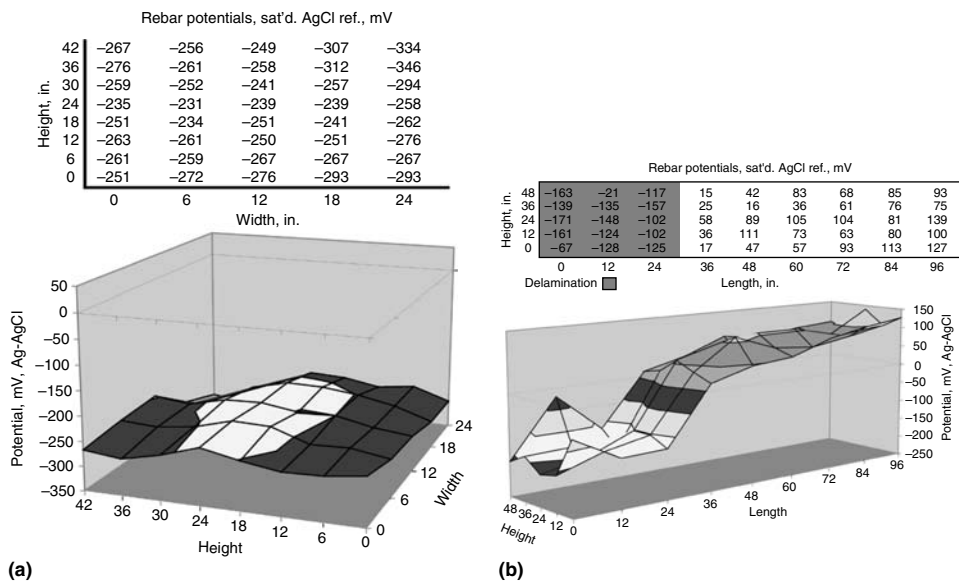 Rebar potentials, sat'd. AgCl ref., mV
Height, in.
42 –267 –256 –249 –307 –334
36 –276 –261 –258 –312 –346
30 –259 –252 –241 –257 –294
24 –235 –231 –239 –239 –258
18 –251 –234 –251 –241 –262
12 –263 –261 –250 –251 –276
6 –261 –259 –267 –267 –267
0 –251 –272 –276 –293 –293
0 6 12 18 24
Width, in.
Potential, mV, Ag-AgCl
50
0
–50
–100
–150
–200
–250
–300
–350
42 36 30 24 18 12 6 0
Height
0 6 12 18 24
Width
(a)
Rebar potentials, sat'd. AgCl ref., mV
Height, in.
48 –163 –21 –117 15 42 83 68 85 93
36 –139 –135 –157 25 16 36 61 76 75
24 –171 –148 –102 58 89 105 104 81 139
12 –161 –124 –102 36 111 73 63 80 100
0 –67 –128 –125 17 47 57 93 113 127
0 12 24 36 48 60 72 84 96
Delamination
Length, in.
150
100
50
0
–50
–100
–150
–200
–250
Potential, mV, Ag-AgCl
48 36 24 12 0
Height
12 24 36 48 60 72 84 96
Length
(b)